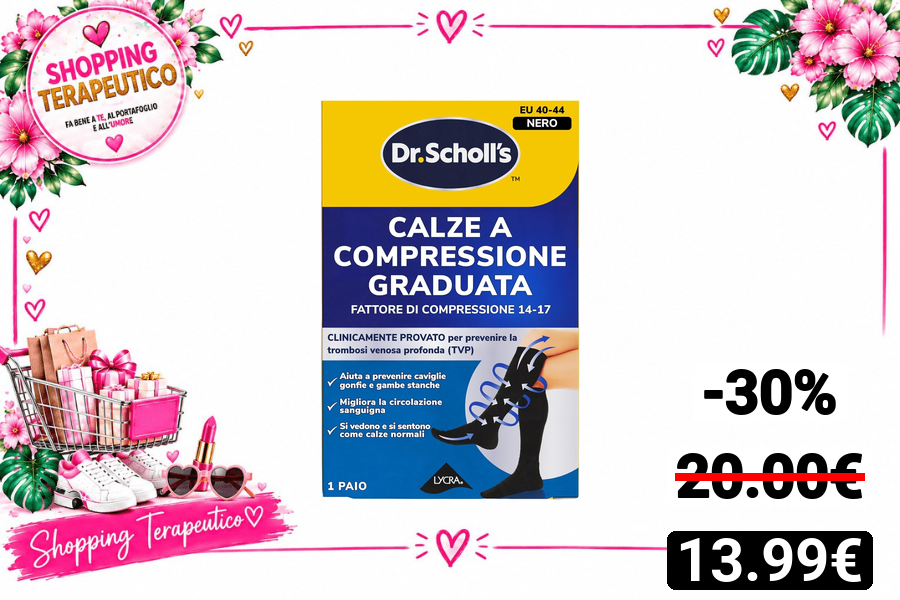 SHOPPING
TERAPEUTICO
FA BENE A TE, AL PORTAFOGLIO
E ALL'UMORE
EU 40-44
NERO
Dr.Scholl's
TM
CALZE A
COMPRESSIONE
GRADUATA
FATTORE DI COMPRESSIONE 14-17
CLINICAMENTE PROVATO per prevenire la
trombosi venosa profonda (TVP)
Aiuta a prevenire caviglie
gonfie e gambe stanche
Migliora la circolazione
sanguigna
Si vedono e si sentono
come calze normali
1 PAIO
LYCRA
-30%
20.00€
13.99€
Shopping Terapeutico